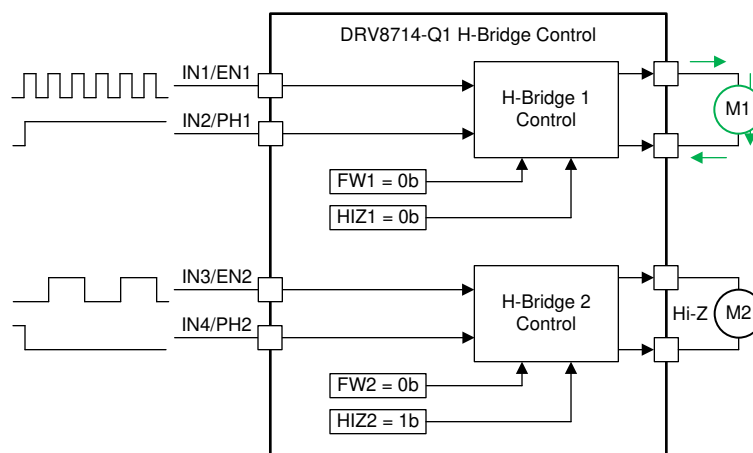 DRV8714-Q1 H-Bridge Control
IN1/EN1
IN2/PH1
H-Bridge 1
Control
M1
FW1 = 0b
HIZ1 = 0b
IN3/EN2
IN4/PH2
H-Bridge 2
Control
Hi-Z
M2
FW2 = 0b
HIZ2 = 1b